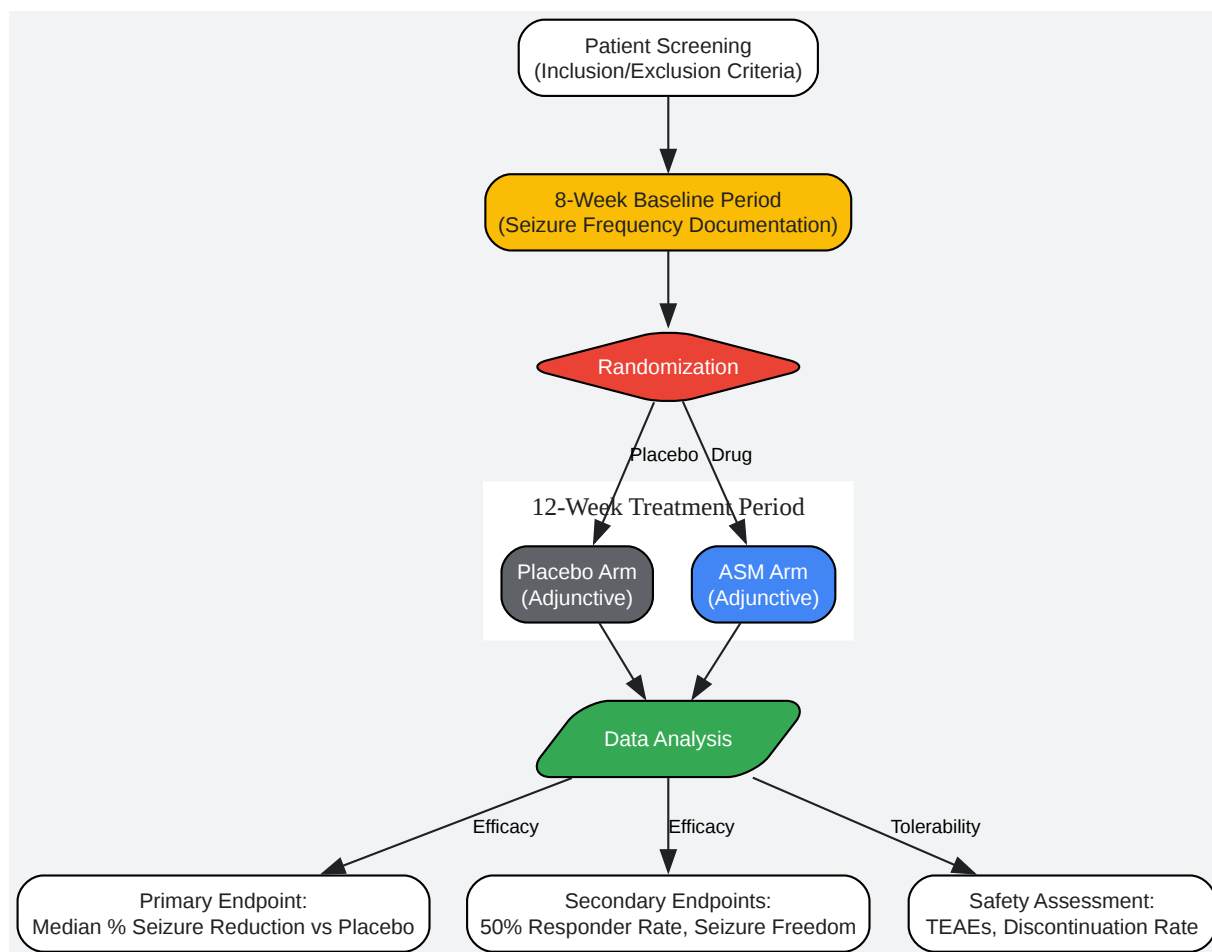 Patient Screening
(Inclusion/Exclusion Criteria)
8-Week Baseline Period
(Seizure Frequency Documentation)
Randomization
Placebo
Drug
12-Week Treatment Period
Placebo Arm
(Adjunctive)
ASM Arm
(Adjunctive)
Data Analysis
Efficacy
Efficacy
Tolerability
Primary Endpoint:
Median % Seizure Reduction vs Placebo
Secondary Endpoints:
50% Responder Rate, Seizure Freedom
Safety Assessment:
TEAEs, Discontinuation Rate